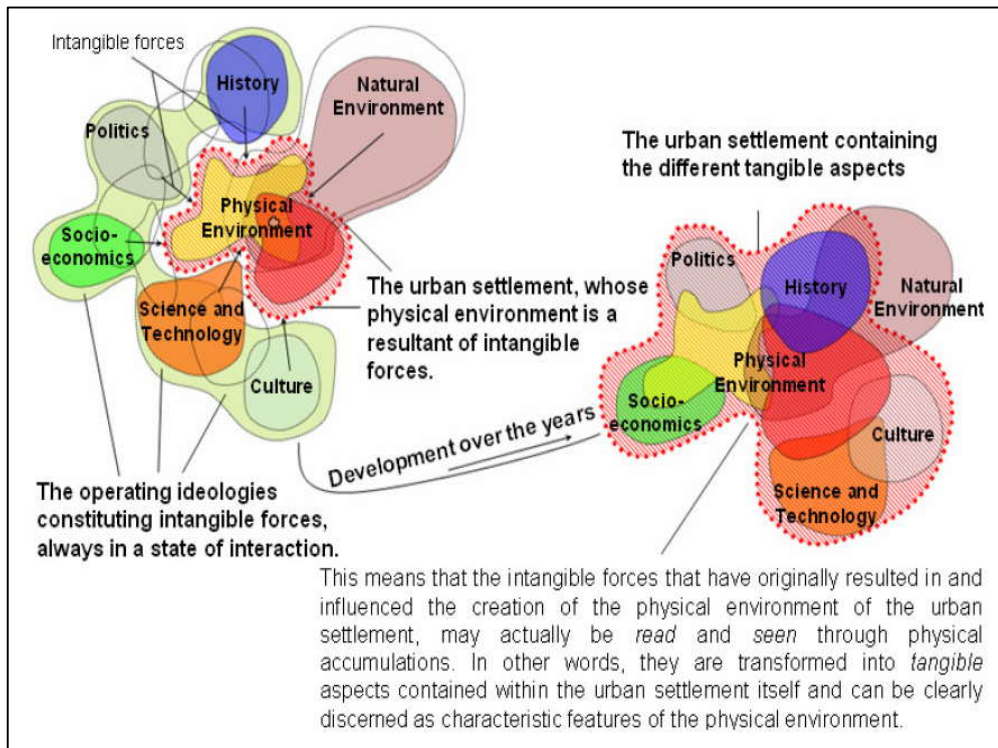 Intangible forces
History
Natural
Environment
Politics
Physical
Environment
Socio-
economics
Science and
Technology
Culture
The urban settlement, whose
physical environment is a
resultant of intangible
forces.
The operating ideologies
constituting intangible forces,
always in a state of interaction.
Development over the years
The urban settlement containing
the different tangible aspects
Politics
History
Natural
Environment
Physical
Environment
Socio-
economics
Culture
Science and
Technology
This means that the intangible forces that have originally resulted in and
influenced the creation of the physical environment of the urban
settlement, may actually be read and seen through physical
accumulations. In other words, they are transformed into tangible
aspects contained within the urban settlement itself and can be clearly
discerned as characteristic features of the physical environment.